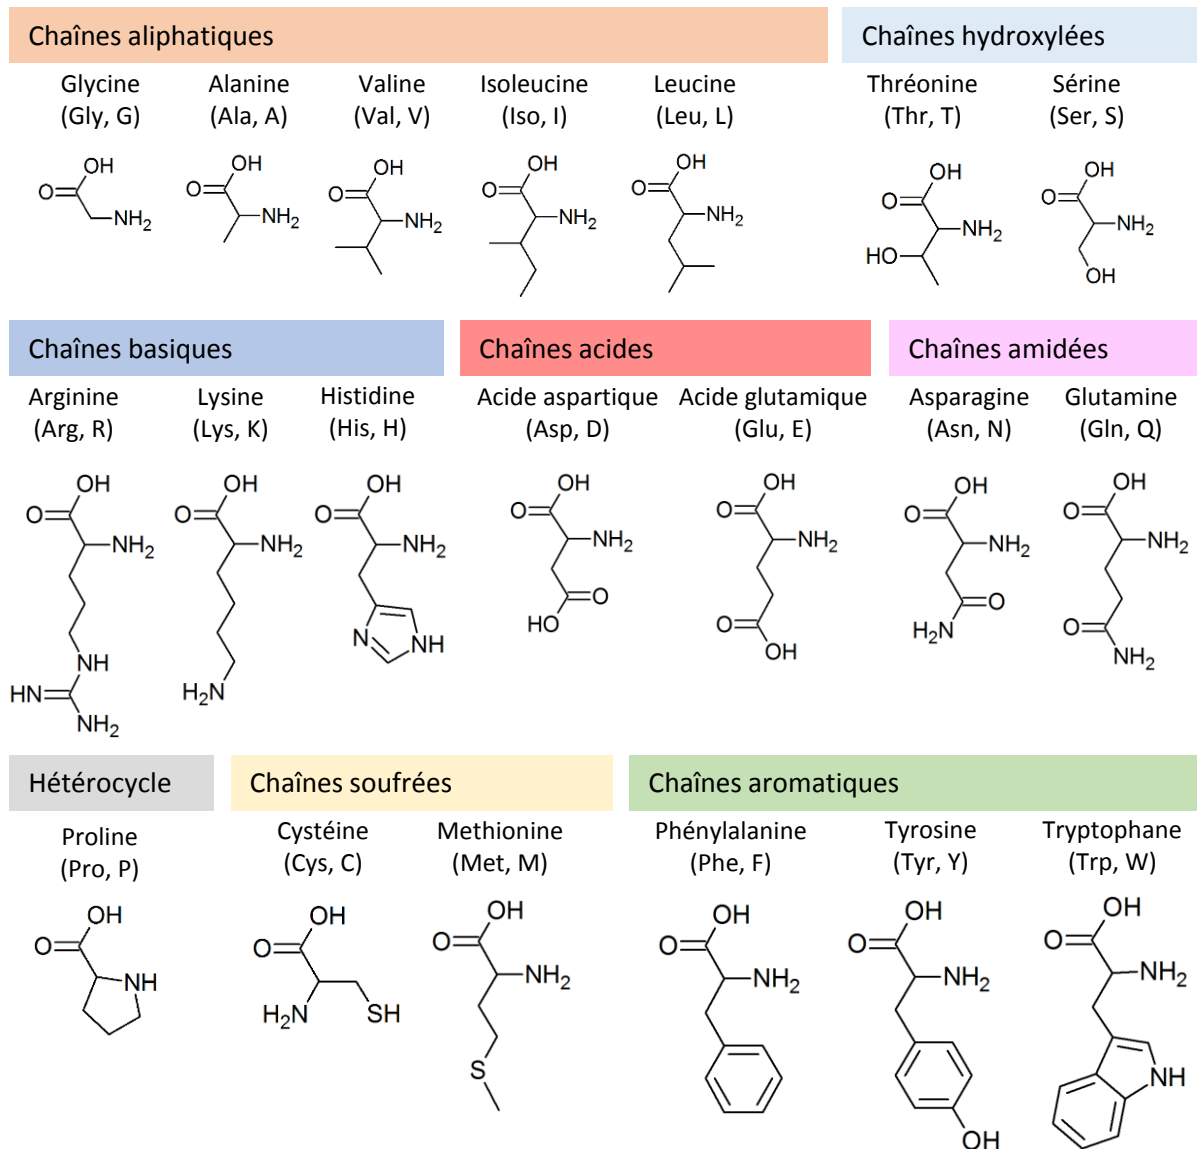 Chaînes aliphatiques
Chaînes hydroxylées
Glycine
(Gly, G)
Alanine
(Ala, A)
Valine
(Val, V)
Isoleucine
(Iso, I)
Leucine
(Leu, L)
Thréonine
(Thr, T)
Sérine
(Ser, S)
OH
O
NH2
OH
O
NH2
OH
O
NH2
OH
O
NH2
OH
O
NH2
OH
O
NH2
HO
OH
O
NH2
OH
Chaînes basiques
Chaînes acides
Chaînes amidées
Arginine
(Arg, R)
Lysine
(Lys, K)
Histidine
(His, H)
Acide aspartique
(Asp, D)
Acide glutamique
(Glu, E)
Asparagine
(Asn, N)
Glutamine
(Gln, Q)
OH
O
NH2
NH
HN
NH2
OH
O
NH2
H2N
OH
O
NH2
N
NH
OH
O
NH2
O
HO
OH
O
NH2
O
OH
OH
O
NH2
O
H2N
OH
O
NH2
O
NH2
Hétérocycle
Chaînes soufrées
Chaînes aromatiques
Proline
(Pro, P)
Cystéine
(Cys, C)
Methionine
(Met, M)
Phénylalanine
(Phe, F)
Tyrosine
(Tyr, Y)
Tryptophane
(Trp, W)
OH
O
NH
OH
O
H2N
SH
OH
O
NH2
S
OH
O
NH2
OH
O
NH2
OH
OH
O
NH2
NH